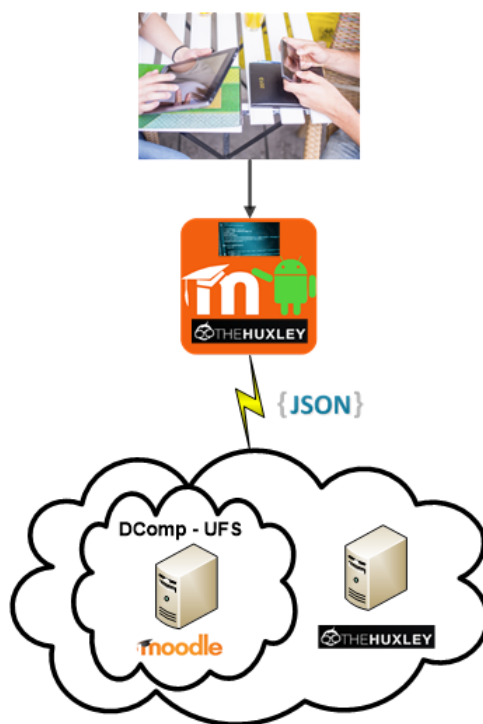 m
THEHUXLEY
{JSON}
DComp - UFS
moodle
THEHUXLEY